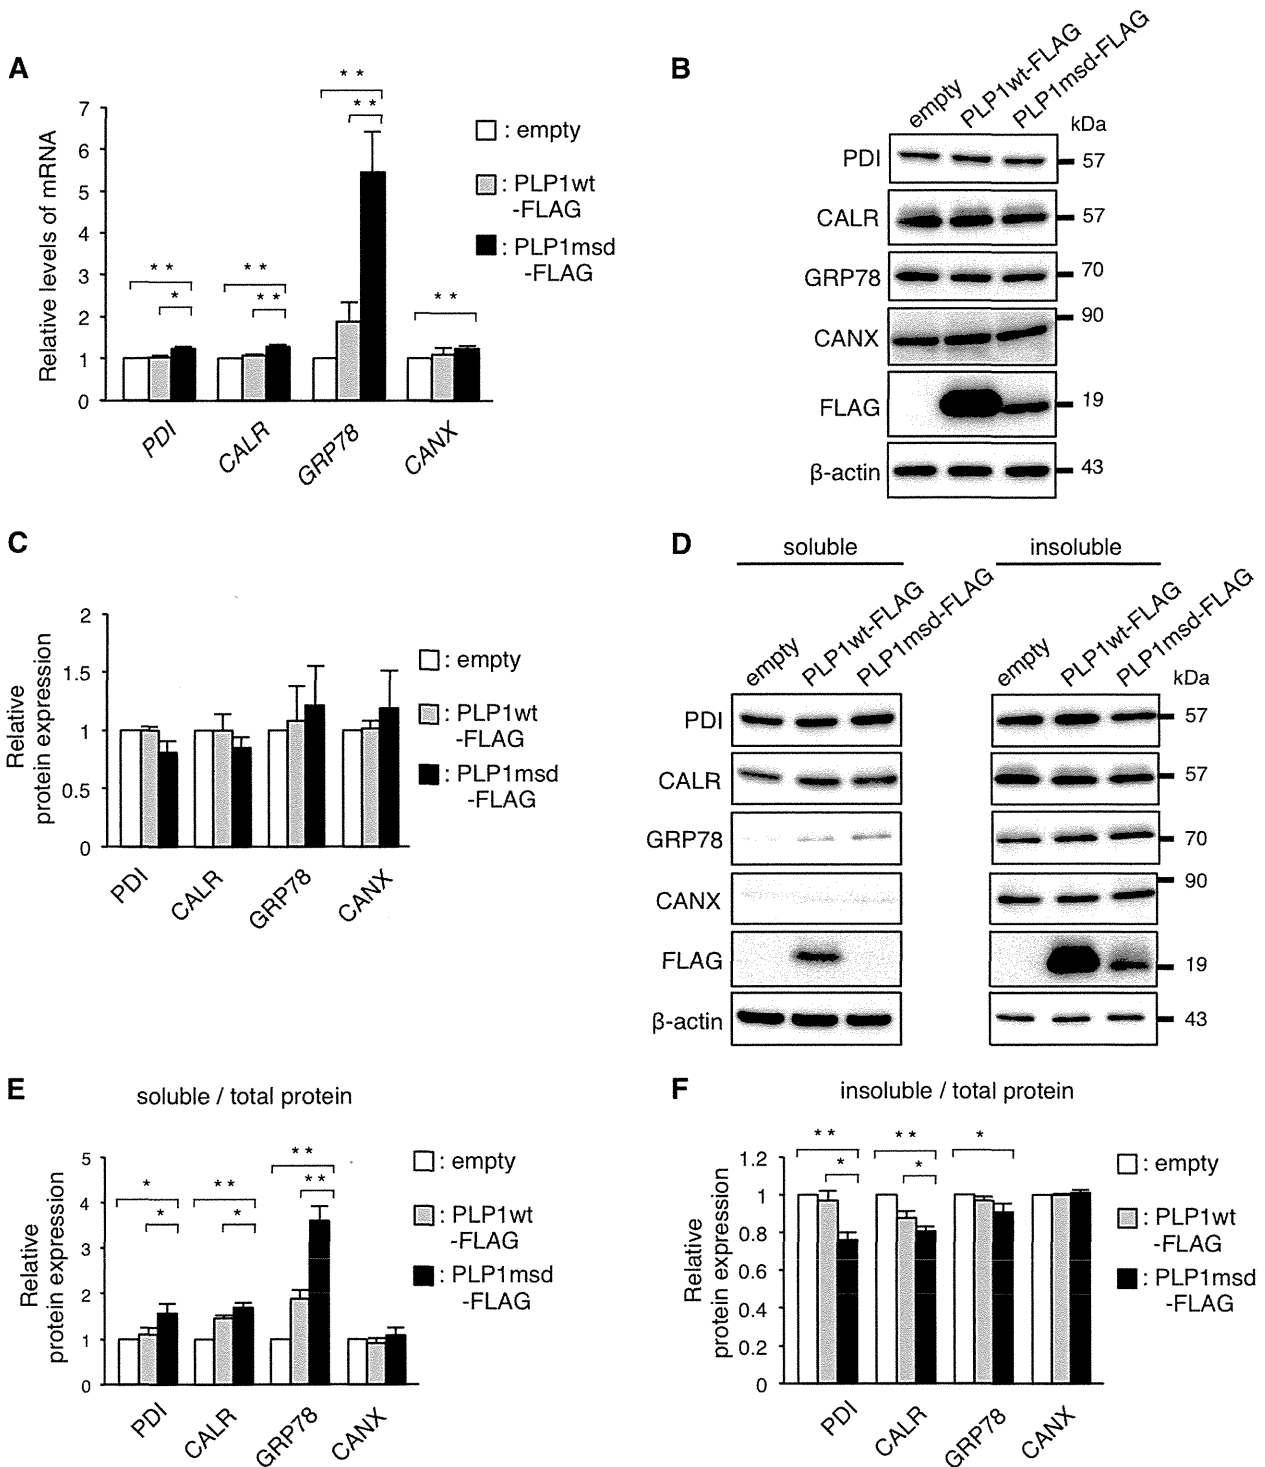 A
* *
* *
7
6
5
4
3
2
1
0
Relative levels of mRNA
* *
*
* *
* *
* *
PDI
CALR
GRP78
CANX
: empty
: PLP1wt
-FLAG
: PLP1msd
-FLAG
B
empty
PLP1wt-FLAG
PLP1msd-FLAG
kDa
PDI
57
CALR
57
GRP78
70
CANX
90
FLAG
19
β-actin
43
C
2
1.5
1
0.5
0
Relative
protein expression
PDI
CALR
GRP78
CANX
: empty
: PLP1wt
-FLAG
: PLP1msd
-FLAG
D
soluble
insoluble
empty
PLP1wt-FLAG
PLP1msd-FLAG
empty
PLP1wt-FLAG
PLP1msd-FLAG
kDa
PDI
57
CALR
57
GRP78
70
CANX
90
FLAG
19
β-actin
43
E
soluble / total protein
5
4
3
2
1
0
Relative
protein expression
*
*
* *
*
* *
* *
PDI
CALR
GRP78
CANX
: empty
: PLP1wt
-FLAG
: PLP1msd
-FLAG
F
insoluble / total protein
1.2
1
0.8
0.6
0.4
0.2
0
Relative
protein expression
* *
*
* *
*
*
PDI
CALR
GRP78
CANX
: empty
: PLP1wt
-FLAG
: PLP1msd
-FLAG